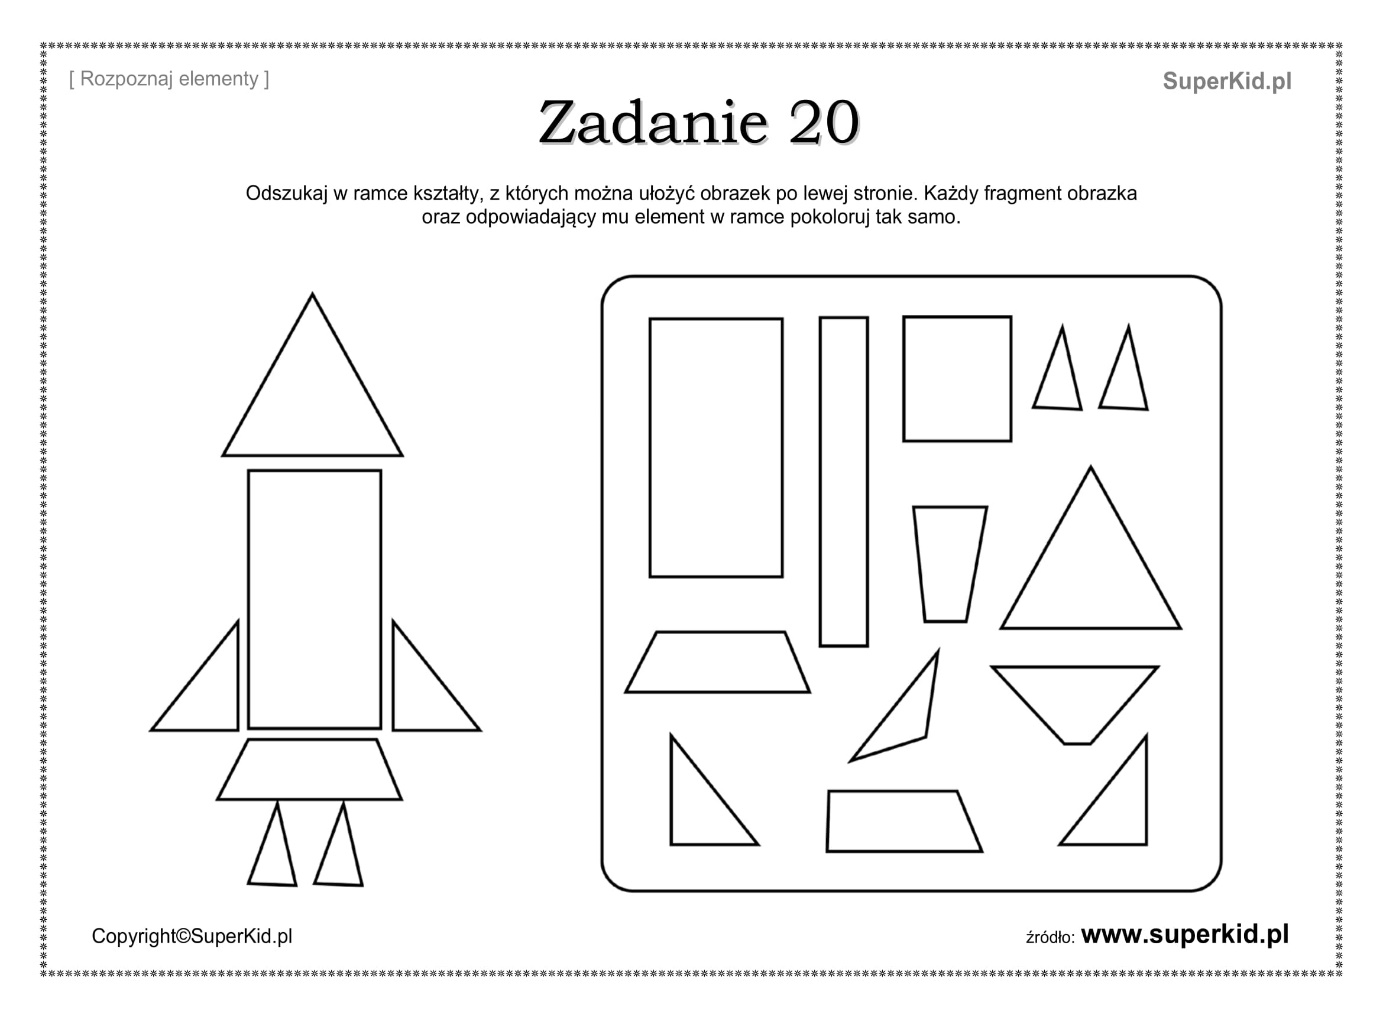 [ Rozpoznaj elementy ]
SuperKid.pl
Zadanie 20
Odszukaj w ramce kształty, z których można ułożyć obrazek po lewej stronie. Każdy fragment obrazka
oraz odpowiadający mu element w ramce pokoloruj tak samo.
Copyright©SuperKid.pl
źródło: www.superkid.pl